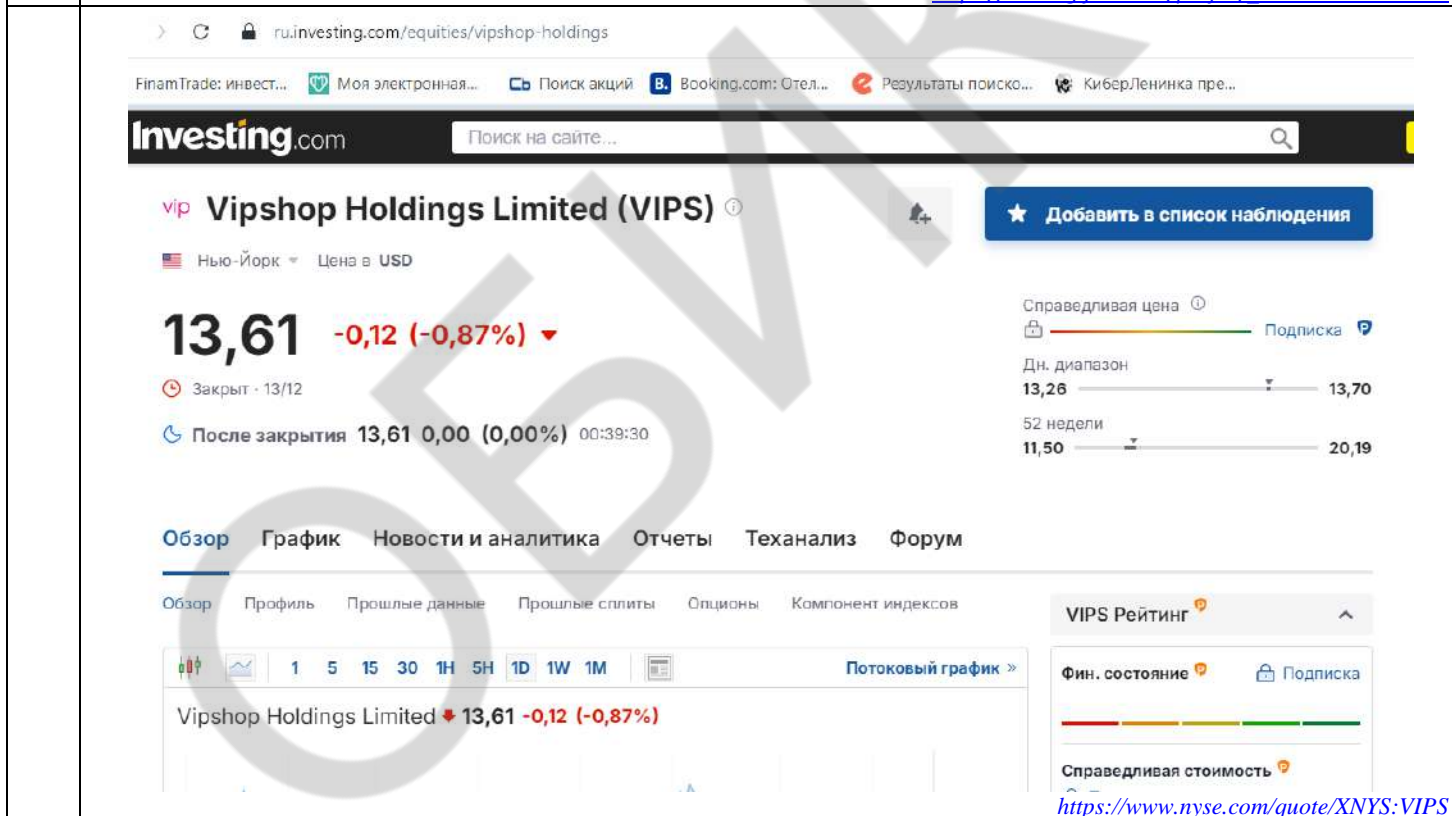 ru.investing.com/equities/vipshop-holdings
FinamTrade: инвест... Моя электронная... Поиск акций Booking.com: Отел... Результаты поиско... КиберЛенинка пре...
Investing.com Поиск на сайте...
vip Vipshop Holdings Limited (VIPS) Добавить в список наблюдения
Нью-Йорк Цена в USD
Справедливая цена
13,61 -0,12 (-0,87%) Подписка
Дн. диапазон
Закрыт · 13/12 13,26 13,70
52 недели
После закрытия 13,61 0,00 (0,00%) 00:39:30
11,50 20,19
Обзор График Новости и аналитика Отчеты Теханализ Форум
Обзор Профиль Прошлые данные Прошлые сплиты Опционы Компонент индексов
VIPS Рейтинг
1 5 15 30 1H 5H 1D 1W 1M Потоковый график »
Фин. состояние Подписка
Vipshop Holdings Limited 13,61 -0,12 (-0,87%)
Справедливая стоимость
https://www.nyse.com/quote/XNYS:VIPS
ОБИК